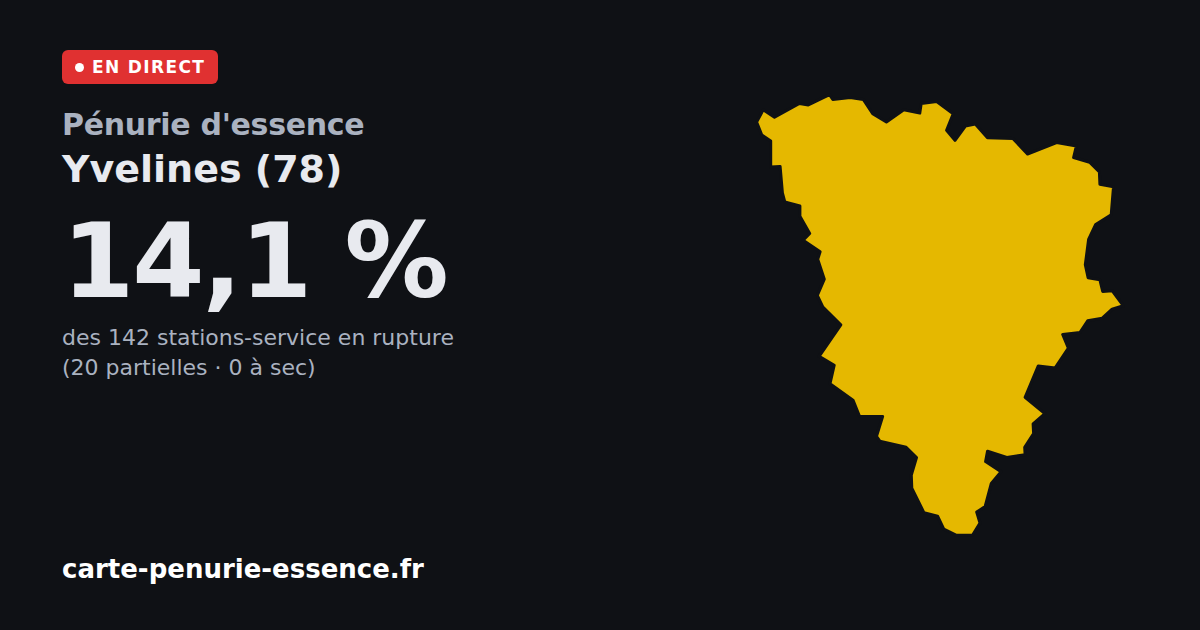 EN DIRECT
Pénurie d'essence
Yvelines (78)
14,1 %
des 142 stations-service en rupture
(20 partielles · 0 à sec)
carte-penurie-essence.fr